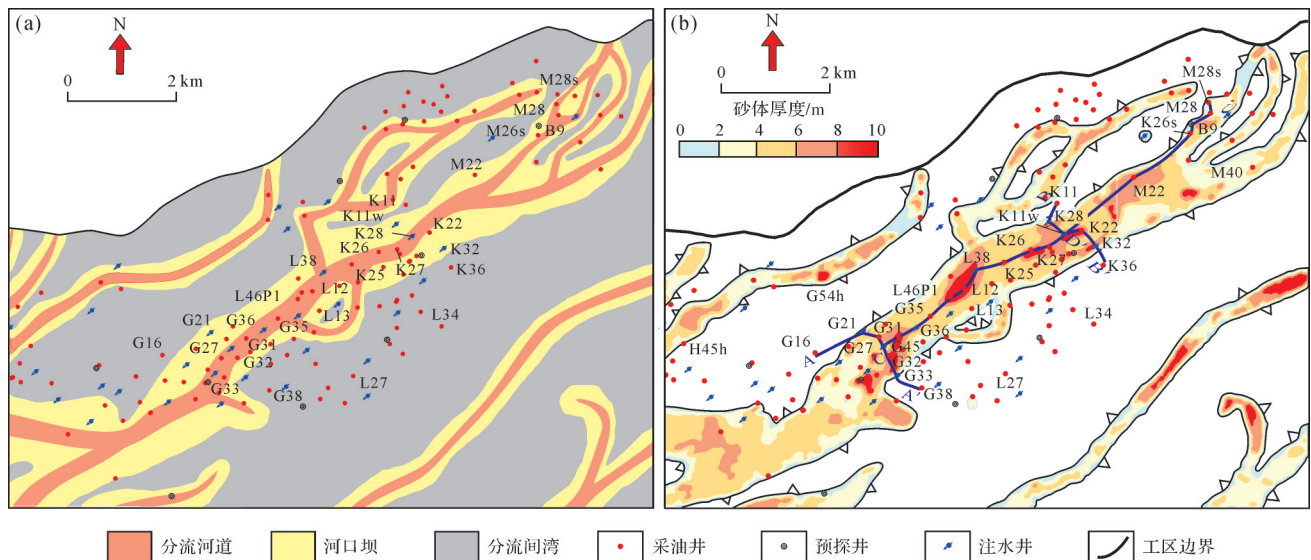 (a)
N
0 2 km
M28s
M28
M26s
B9
M22
K11
K11w
K28
K22
K26
K32
L38
K25
K27
K36
L46P1
L12
G21
G36
G35
L13
L34
G16
G27
G31
G32
G33
L27
G38
(b)
N
0 2 km
砂体厚度/m
0 2 4 6 8 10
M28s
M28
K26s
B9
M40
M22
K11
K11w
K28
K22
K26
K32
L38
K27
K36
K25
G54h
L46P1
L12
G35
L13
L34
G21
G31
G36
G16
A
G27
G45
H45h
C
G32
G33
L27
A'
G38
分流河道
河口坝
分流间湾
采油井
预探井
注水井
工区边界